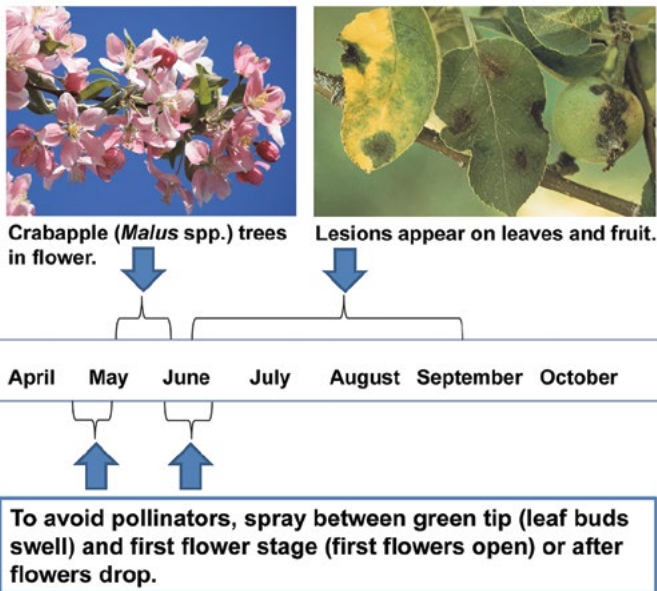 Crabapple (Malus spp.) trees
in flower.
Lesions appear on leaves and fruit.
April May June July August September October
To avoid pollinators, spray between green tip (leaf buds
swell) and first flower stage (first flowers open) or after
flowers drop.